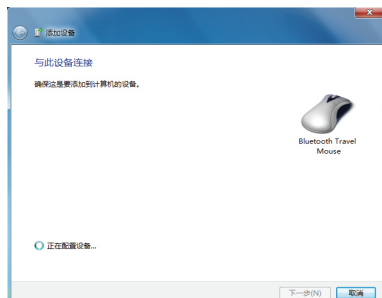 添加设备
与此设备连接
确保这是要添加到计算机的设备。
Bluetooth Travel
Mouse
正在配置设备...
下一步(N)
取消